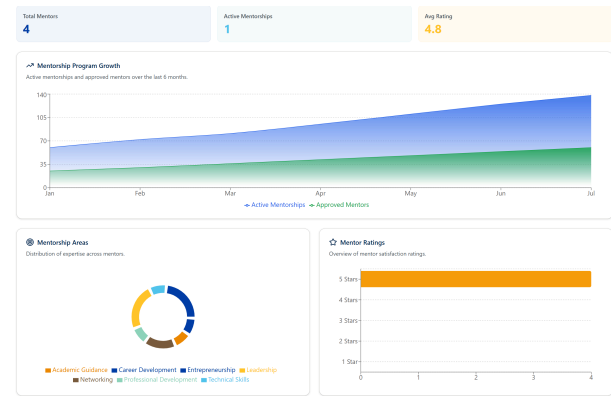 Total Mentors
4
Active Mentorships
1
Avg Rating
4.8
Mentorship Program Growth
Active mentorships and approved mentors over the last 6 months.
140
105
70
35
0
Jan Feb Mar Apr May Jun Jul
Active Mentorships Approved Mentors
Mentorship Areas
Distribution of expertise across mentors.
Academic Guidance Career Development Entrepreneurship Leadership
Networking Professional Development Technical Skills
Mentor Ratings
Overview of mentor satisfaction ratings.
5 Stars
4 Stars
3 Stars
2 Stars
1 Star
0 1 2 3 4